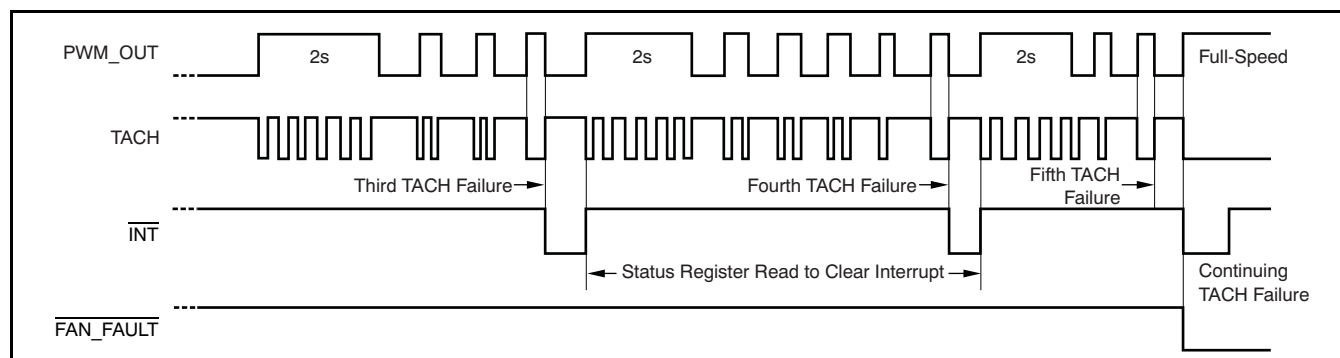 PWM_OUT
2s
2s
2s
Full-Speed
TACH
Third TACH Failure
Fourth TACH Failure
Fifth TACH
Failure
INT
Status Register Read to Clear Interrupt
Continuing
TACH Failure
FAN_FAULT